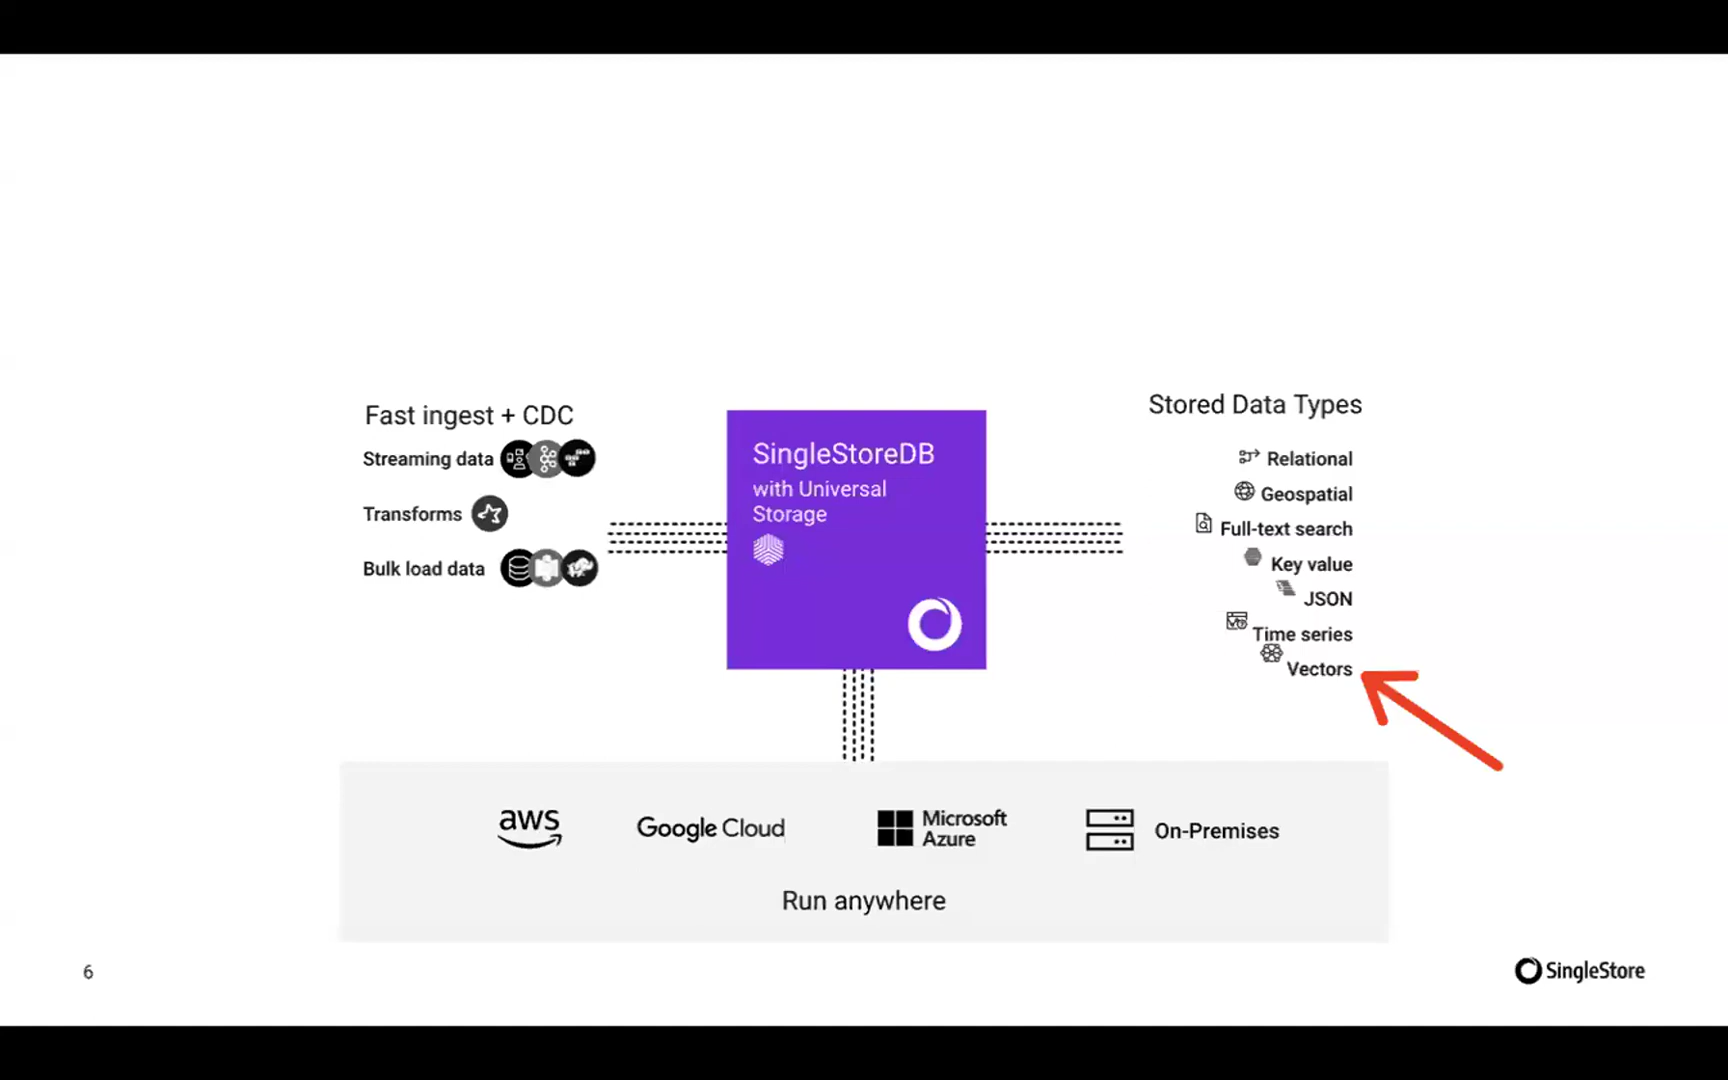 Fast ingest + CDC
Streaming data
Transforms
Bulk load data
SingleStoreDB
with Universal
Storage
Stored Data Types
Relational
Geospatial
Full-text search
Key value
JSON
Time series
Vectors
aws
Google Cloud
Microsoft
Azure
On-Premises
Run anywhere
6
SingleStore